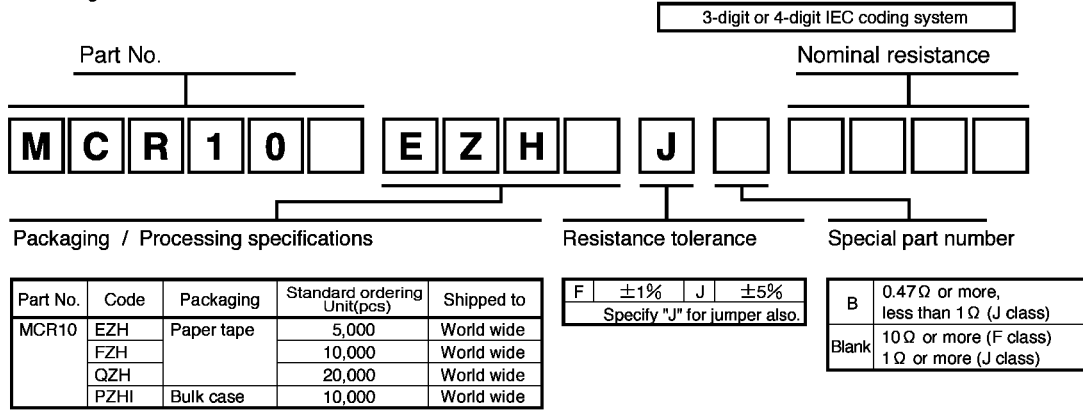 3-digit or 4-digit IEC coding system
Part No.
Nominal resistance
M C R 1 0 E Z H J
Packaging / Processing specifications
Resistance tolerance
Special part number
Part No. Code Packaging Standard ordering Unit(pcs) Shipped to
MCR10 EZH Paper tape 5,000 World wide
FZH 10,000 World wide
QZH 20,000 World wide
PZHI Bulk case 10,000 World wide
F ±1% J ±5%
Specify "J" for jumper also.
B 0.47Ω or more,
less than 1Ω (J class)
Blank 10Ω or more (F class)
1Ω or more (J class)